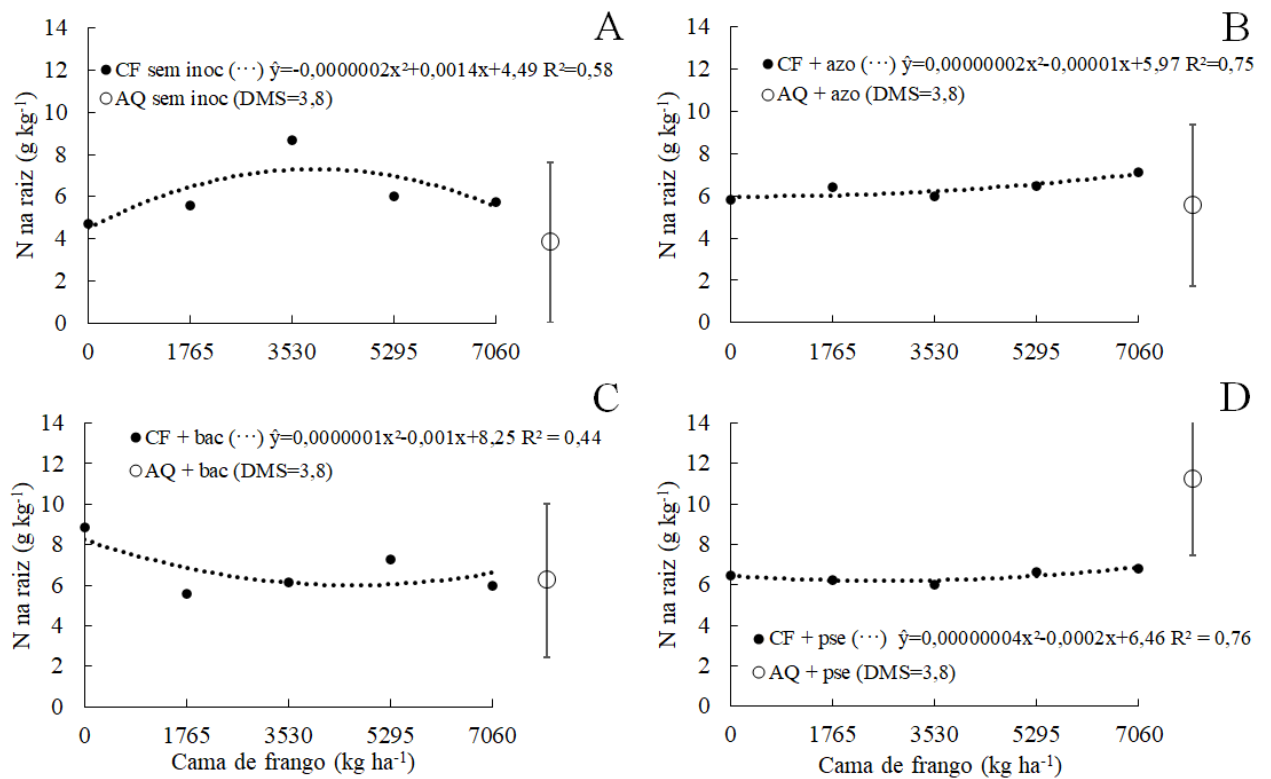 A
14
12
10
8
6
4
2
0
N na raiz (g kg-1)
● CF sem inoc (···) ŷ=-0,0000002x²+0,0014x+4,49 R²=0,58
○ AQ sem inoc (DMS=3,8)
0 1765 3530 5295 7060
B
14
12
10
8
6
4
2
0
N na raiz (g kg-1)
● CF + azo (···) ŷ=0,00000002x²-0,00001x+5,97 R²=0,75
○ AQ + azo (DMS=3,8)
0 1765 3530 5295 7060
C
14
12
10
8
6
4
2
0
N na raiz (g kg-1)
● CF + bac (···) ŷ=0,0000001x²-0,001x+8,25 R² = 0,44
○ AQ + bac (DMS=3,8)
0 1765 3530 5295 7060
Cama de frango (kg ha-1)
D
14
12
10
8
6
4
2
0
N na raiz (g kg-1)
● CF + pse (···) ŷ=0,00000004x²-0,0002x+6,46 R² = 0,76
○ AQ + pse (DMS=3,8)
0 1765 3530 5295 7060
Cama de frango (kg ha-1)